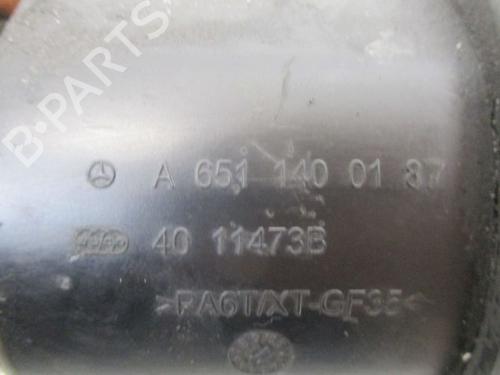 B-PARTS
A 651 140 01 87
40 11473B
>PA6T/XT-GF35<